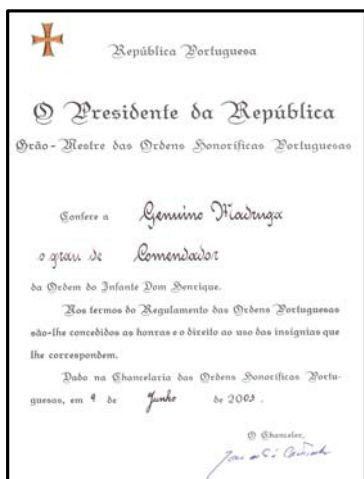 República Portuguesa
O Presidente da República
Grão-Mestre das Ordens Honoríficas Portuguesas
Confere a Genuino Madruga
o grau de Comendador
da Ordem do Infante Dom Henrique.
Nos termos do Regulamento das Ordens Portuguesas
são-lhe concedidos as honras e o direito ao uso das insígnias que
lhe correspondem.
Dado na Chancelaria das Ordens Honoríficas Portu-
guesas, em 9 de Junho de 2003.
O Chanceler,